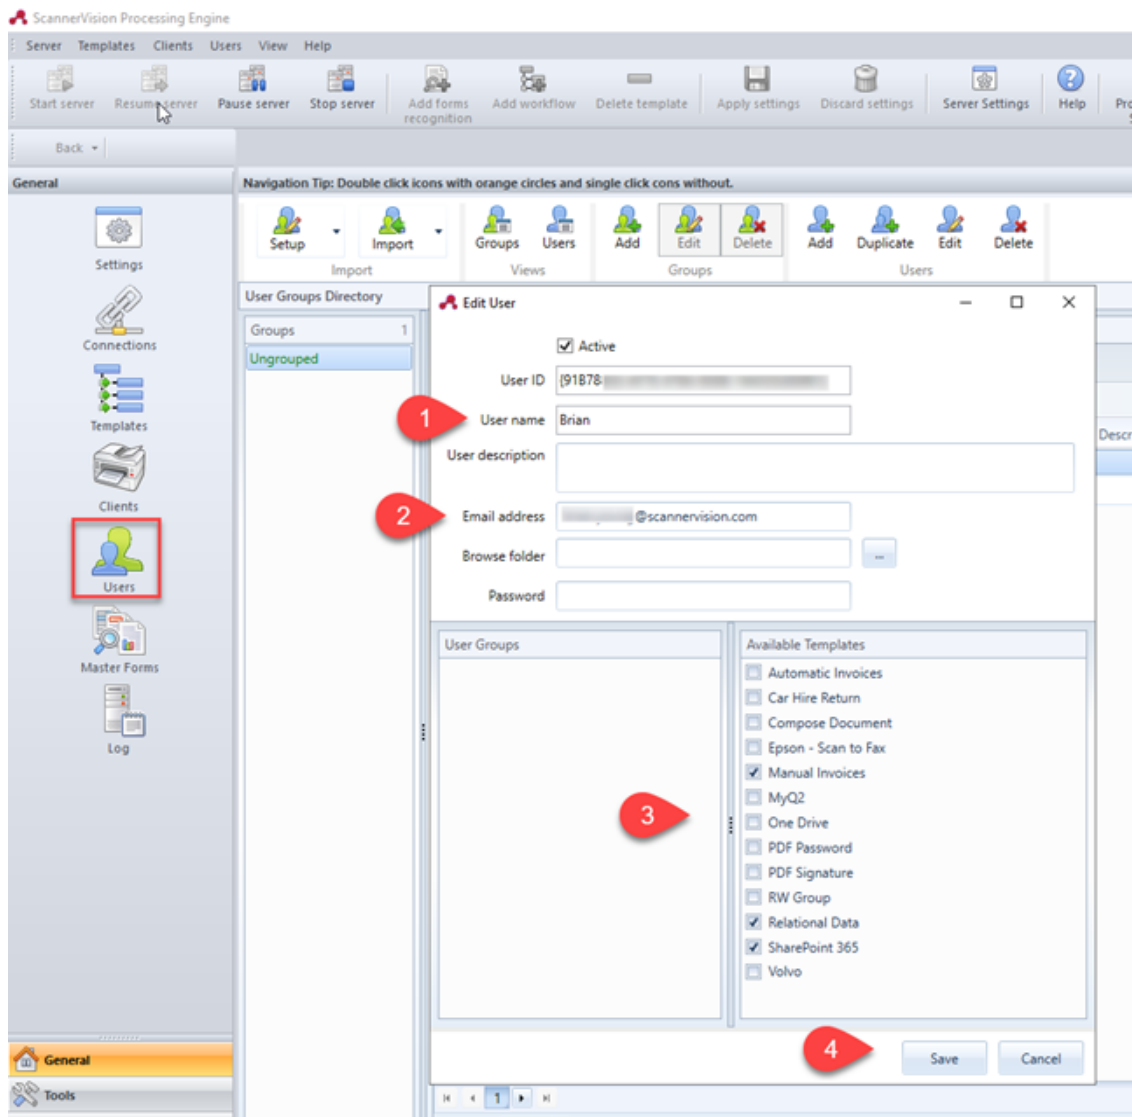 ScannerVision Processing Engine
Server Templates Clients Users View Help
Start server Resume server Pause server Stop server Add forms recognition Add workflow Delete template Apply settings Discard settings Server Settings Help Pro
Back
General
Navigation Tip: Double click icons with orange circles and single click cons without.
Settings
Connections
Templates
Clients
Users
Master Forms
Log
General
Tools
Setup Import Groups Users Add Edit Delete Add Duplicate Edit Delete
Import Views Groups Users
User Groups Directory
Groups 1
Ungrouped
Edit User
Active
User ID {91B78
1 User name Brian
User description
2 Email address @scannervision.com
Browse folder ...
Password
Descr
User Groups
Available Templates
Automatic Invoices
Car Hire Return
Compose Document
Epson - Scan to Fax
Manual Invoices
MyQ2
3 One Drive
PDF Password
PDF Signature
RW Group
Relational Data
SharePoint 365
Volvo
4 Save Cancel
1